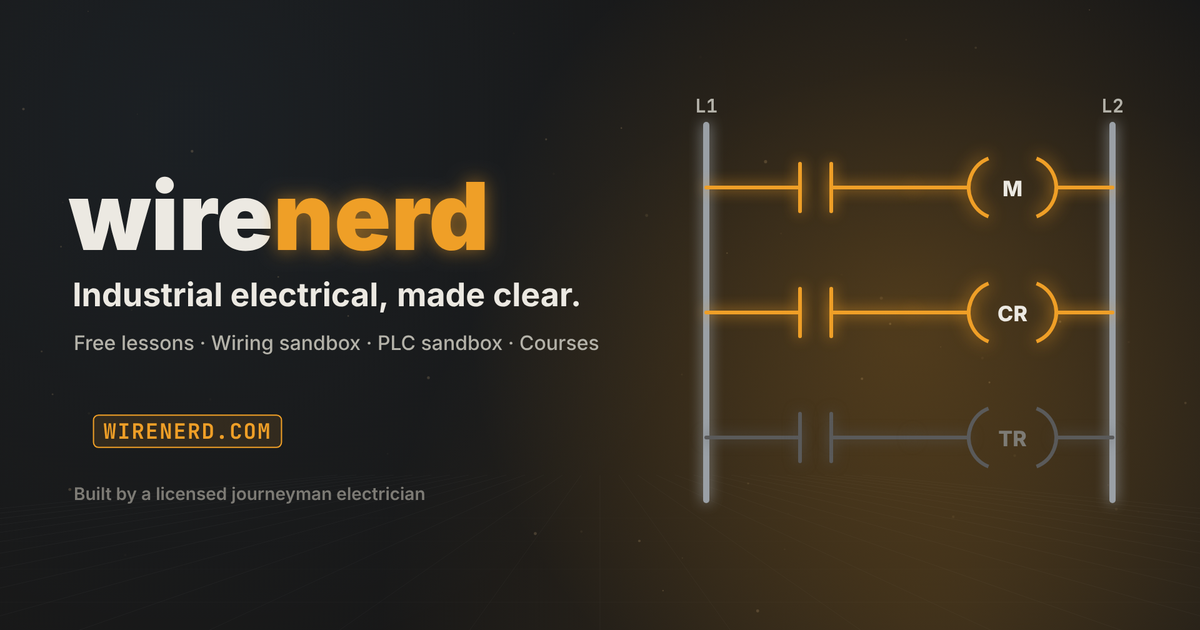 wirenerd
Industrial electrical, made clear.
Free lessons · Wiring sandbox · PLC sandbox · Courses
WIRENERD.COM
Built by a licensed journeyman electrician
L1 L2
M
CR
TR